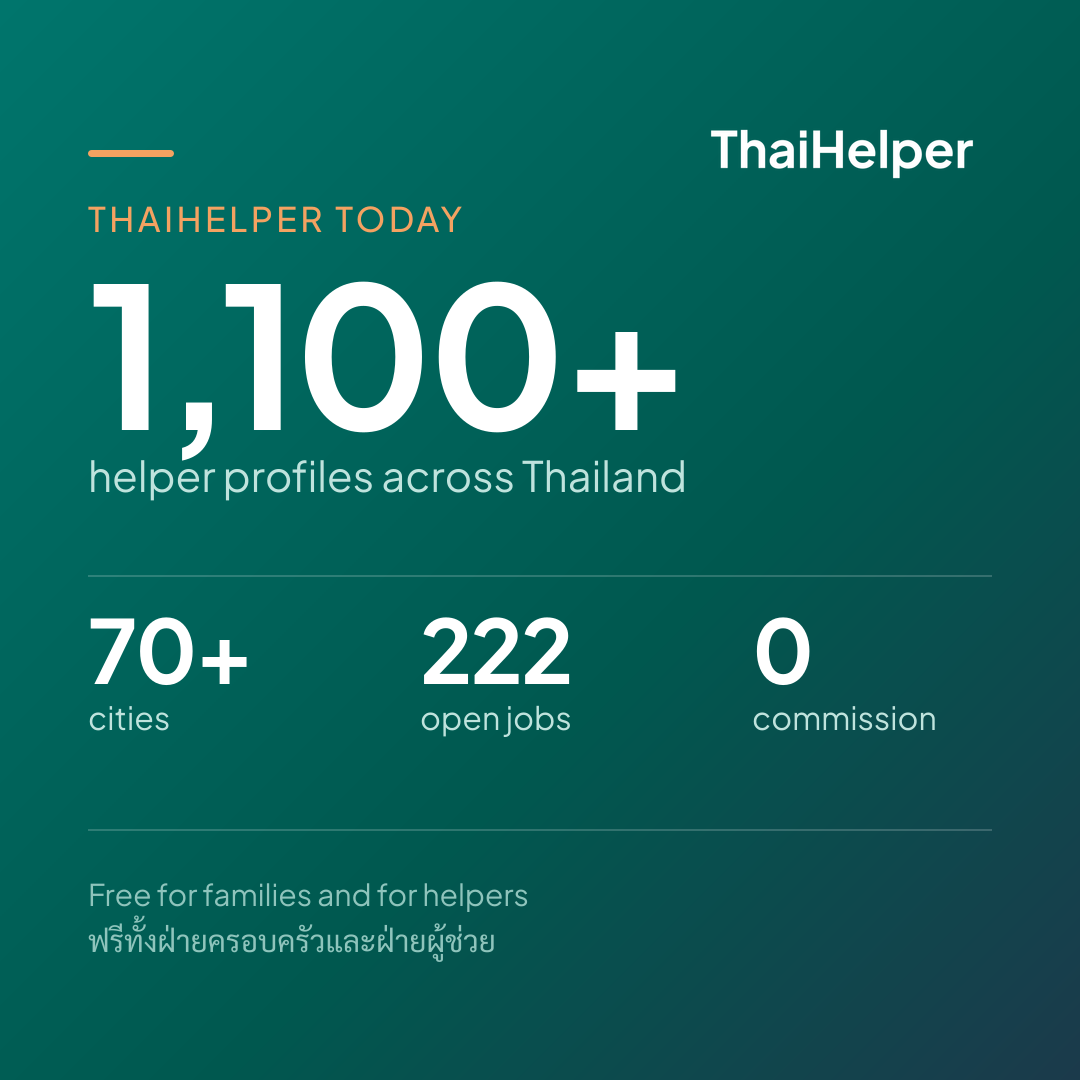 ThaiHelper
THAIHELPER TODAY
1,100+
helper profiles across Thailand
70+
cities
222
open jobs
0
commission
Free for families and for helpers
ฟรีทั้งฝ่ายครอบครัวและฝ่ายผู้ช่วย